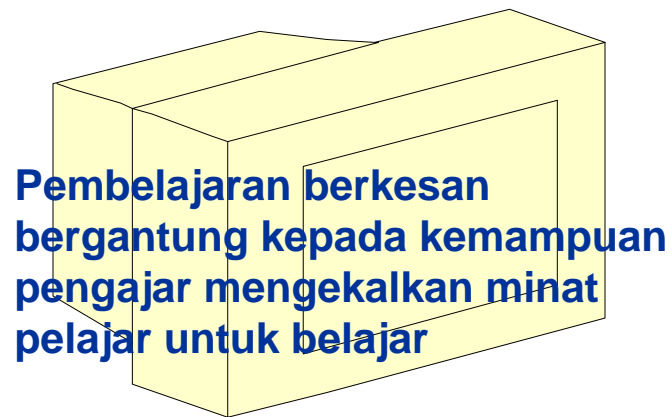 Pembelajaran berkesan
bergantung kepada kemampuan
pengajar mengekalkan minat
pelajar untuk belajar